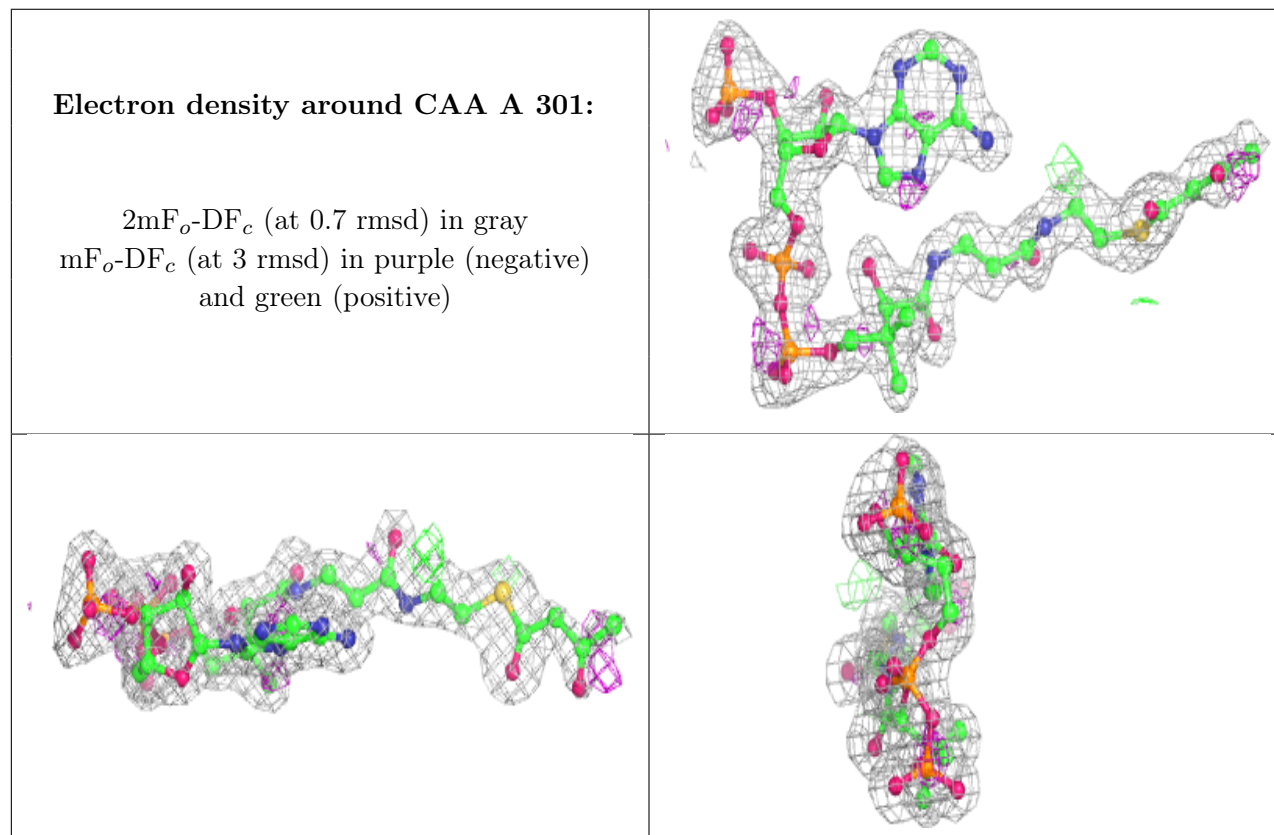 Electron density around CAA A 301:
2mFo-DFc (at 0.7 rmsd) in gray
mFo-DFc (at 3 rmsd) in purple (negative)
and green (positive)